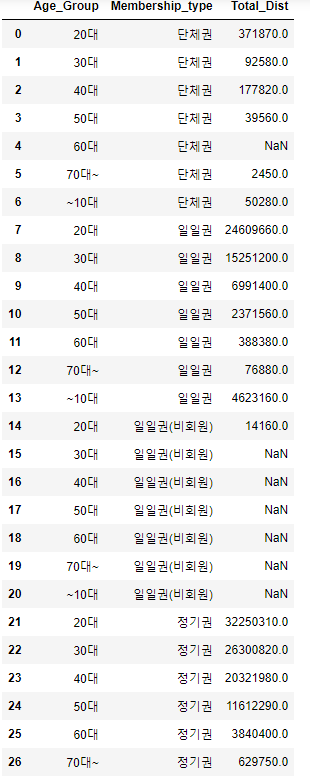 Age_Group Membership_type Total_Dist
0 20대 단체권 371870.0
1 30대 단체권 92580.0
2 40대 단체권 177820.0
3 50대 단체권 39560.0
4 60대 단체권 NaN
5 70대~ 단체권 2450.0
6 ~10대 단체권 50280.0
7 20대 일일권 24609660.0
8 30대 일일권 15251200.0
9 40대 일일권 6991400.0
10 50대 일일권 2371560.0
11 60대 일일권 388380.0
12 70대~ 일일권 76880.0
13 ~10대 일일권 4623160.0
14 20대 일일권(비회원) 14160.0
15 30대 일일권(비회원) NaN
16 40대 일일권(비회원) NaN
17 50대 일일권(비회원) NaN
18 60대 일일권(비회원) NaN
19 70대~ 일일권(비회원) NaN
20 ~10대 일일권(비회원) NaN
21 20대 정기권 32250310.0
22 30대 정기권 26300820.0
23 40대 정기권 20321980.0
24 50대 정기권 11612290.0
25 60대 정기권 3840400.0
26 70대~ 정기권 629750.0